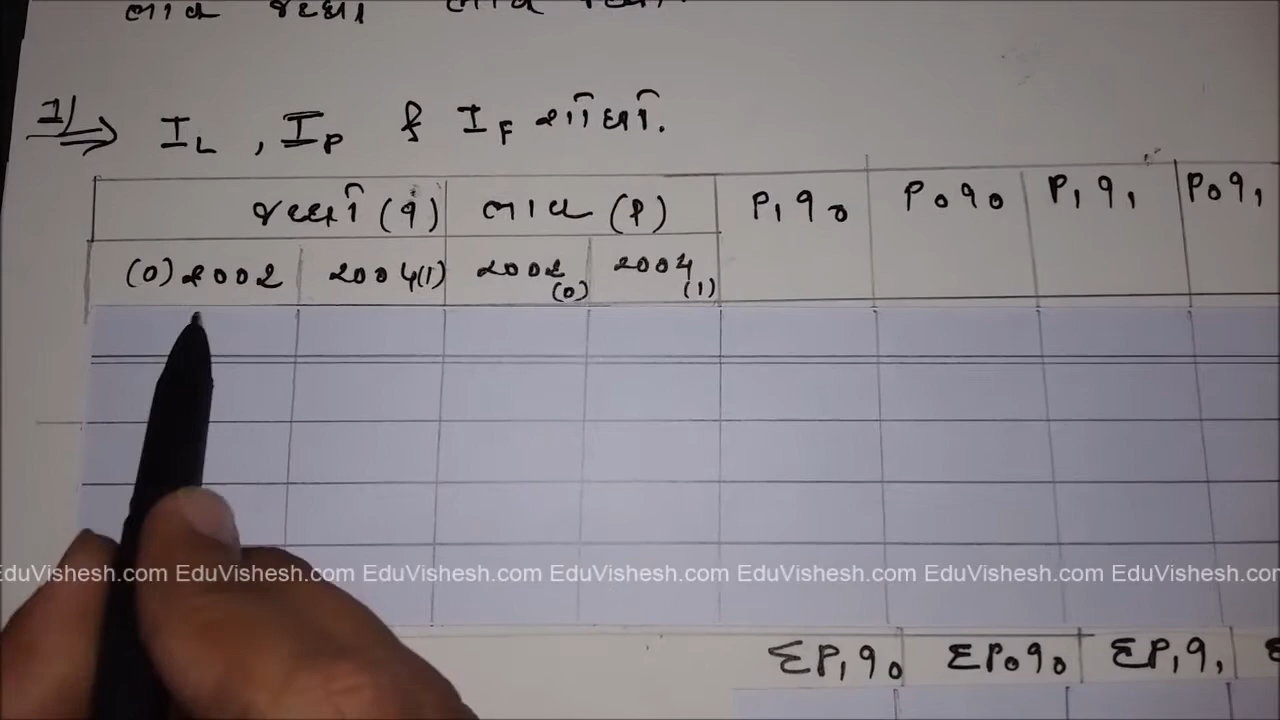 લાવ જથ્થા
1) ⇒ I_L , I_P & I_F શોધો.
જથ્થો (q) ભાવ (P) P₁q₀ P₀q₀ P₁q₁ P₀q₁
(0) 2002 2004(1) 2002 (0) 2004 (1)
EduVishesh.com EduVishesh.com EduVishesh.com EduVishesh.com EduVishesh.com EduVishesh.com EduVishesh.com
ΣP₁q₀ ΣP₀q₀ ΣP₁q₁